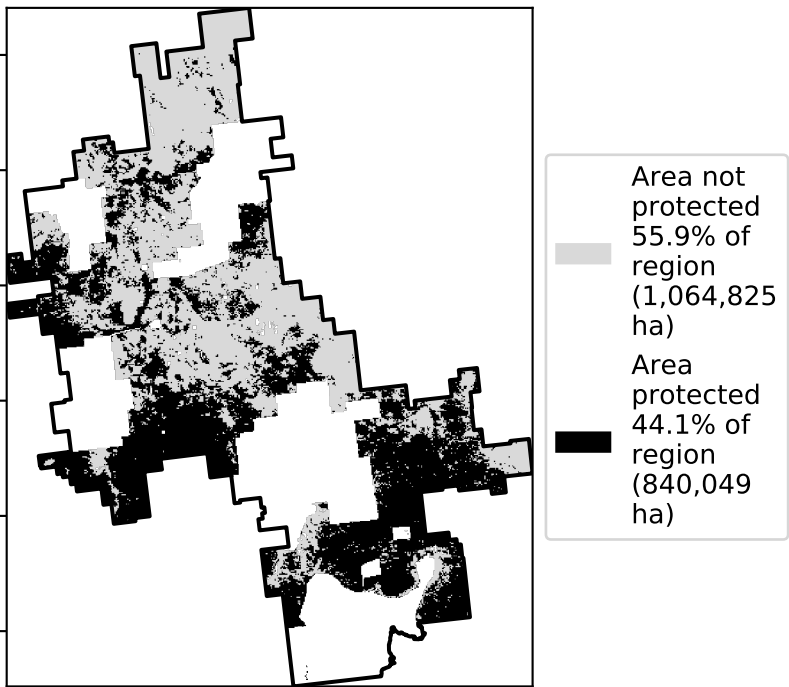 Area not
protected
55.9% of
region
(1,064,825
ha)
Area
protected
44.1% of
region
(840,049
ha)